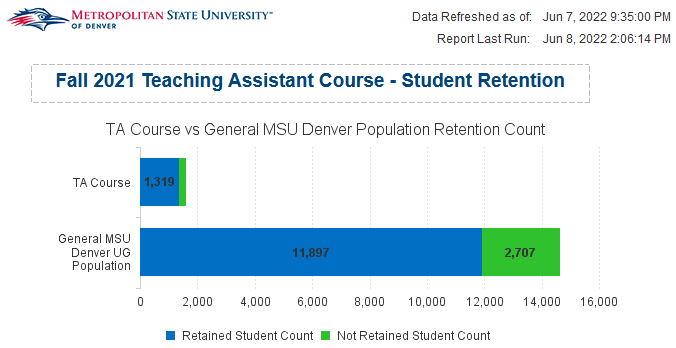 METROPOLITAN STATE UNIVERSITY™
OF DENVER
Data Refreshed as of: Jun 7, 2022 9:35:00 PM
Report Last Run: Jun 8, 2022 2:06:14 PM
Fall 2021 Teaching Assistant Course - Student Retention
TA Course vs General MSU Denver Population Retention Count
TA Course
1,319
General MSU
Denver UG
Population
11,897
2,707
0 2,000 4,000 6,000 8,000 10,000 12,000 14,000 16,000
Retained Student Count Not Retained Student Count